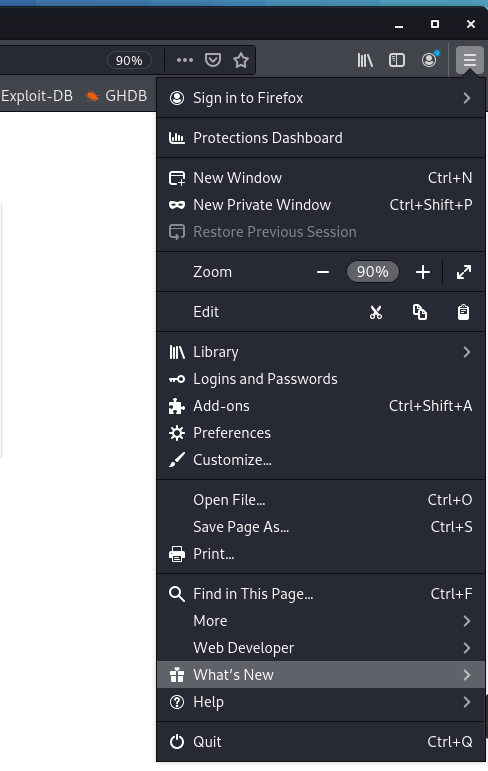 90%
Exploit-DB GHDB
Sign in to Firefox
Protections Dashboard
New Window Ctrl+N
New Private Window Ctrl+Shift+P
Restore Previous Session
Zoom 90%
Edit
Library
Logins and Passwords
Add-ons Ctrl+Shift+A
Preferences
Customize...
Open File... Ctrl+O
Save Page As... Ctrl+S
Print...
Find in This Page... Ctrl+F
More
Web Developer
What's New
Help
Quit Ctrl+Q